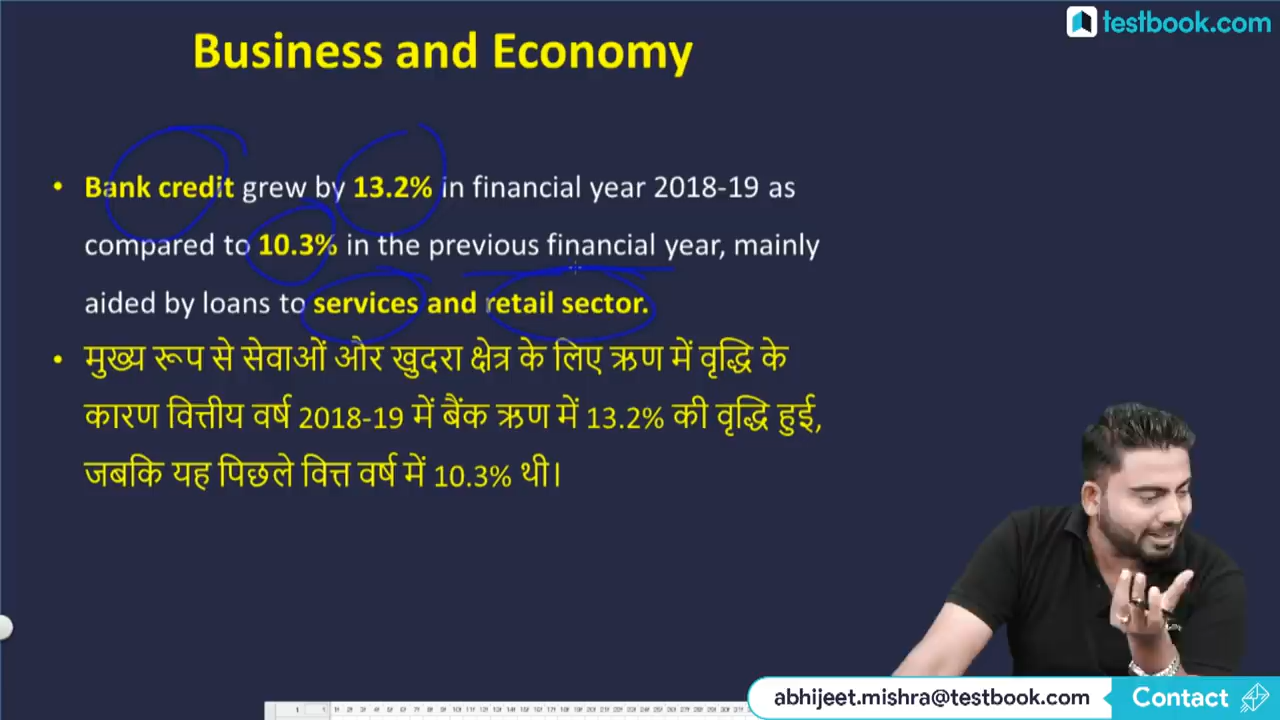 testbook.com
Business and Economy
• Bank credit grew by 13.2% in financial year 2018-19 as
compared to 10.3% in the previous financial year, mainly
aided by loans to services and retail sector.
• मुख्य रूप से सेवाओं और खुदरा क्षेत्र के लिए ऋण में वृद्धि के
कारण वित्तीय वर्ष 2018-19 में बैंक ऋण में 13.2% की वृद्धि हुई,
जबकि यह पिछले वित्त वर्ष में 10.3% थी।
abhijeet.mishra@testbook.com Contact